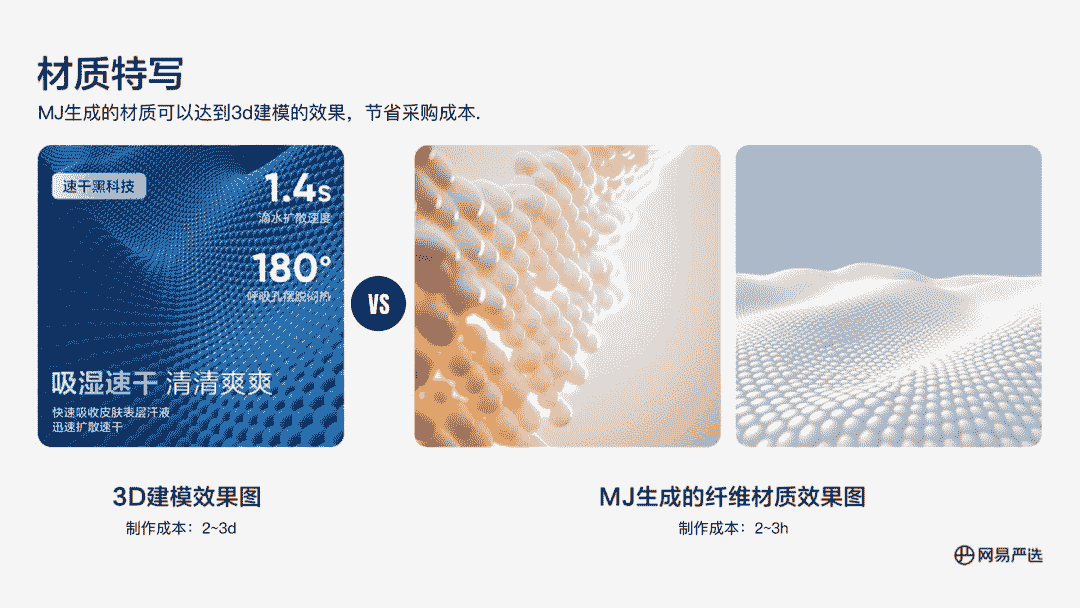 材质特写
MJ生成的材质可以达到3d建模的效果，节省采购成本.
速干黑科技
1.4s
滴水扩散速度
180°
呼吸孔摆脱闷热
吸湿速干 清清爽爽
快速吸收皮肤表层汗液
迅速扩散速干
VS
3D建模效果图
制作成本：2~3d
MJ生成的纤维材质效果图
制作成本：2~3h
网易严选